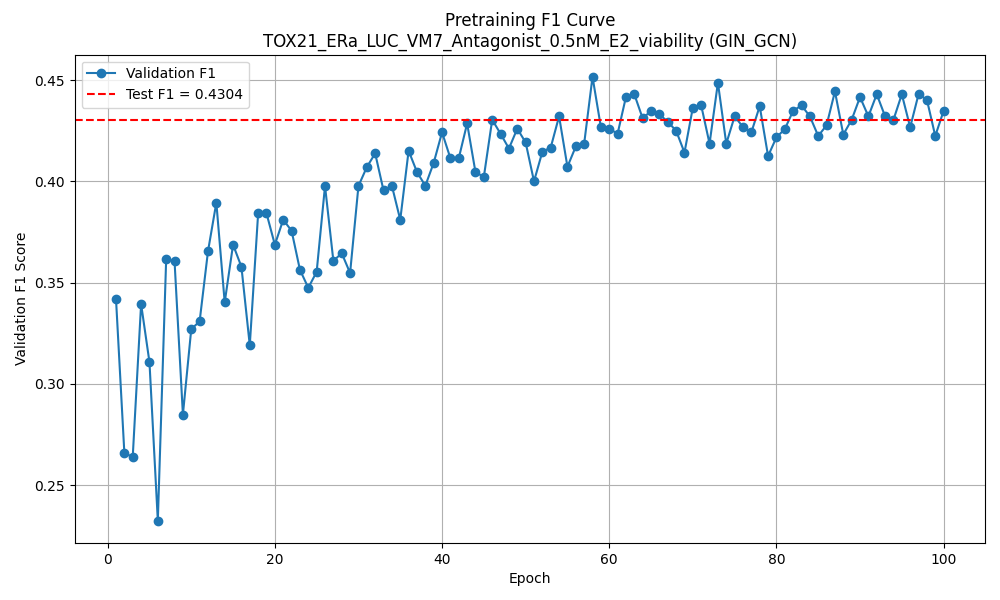 Pretraining F1 Curve
TOX21_ERa_LUC_VM7_Antagonist_0.5nM_E2_viability (GIN_GCN)
Validation F1
Test F1 = 0.4304
0.45
0.40
0.35
0.30
0.25
Validation F1 Score
0 20 40 60 80 100
Epoch